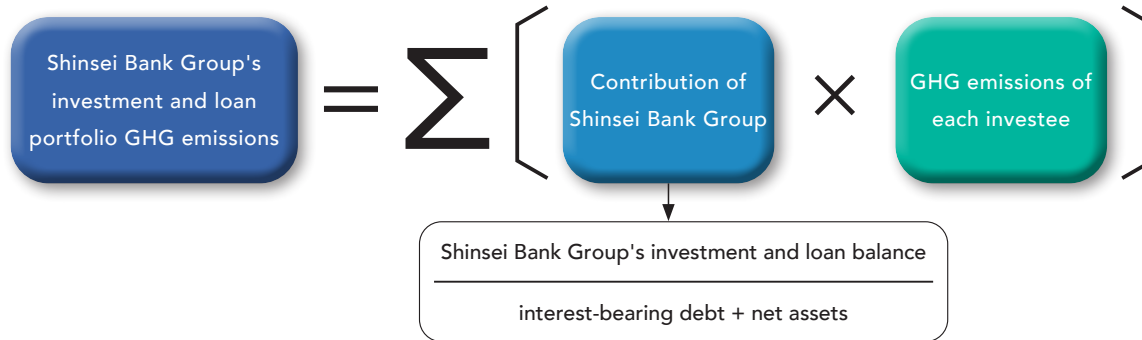 Shinsei Bank Group's
investment and loan
portfolio GHG emissions
=
∑
(
Contribution of
Shinsei Bank Group
×
GHG emissions of
each investee
)
Shinsei Bank Group's investment and loan balance
interest-bearing debt + net assets